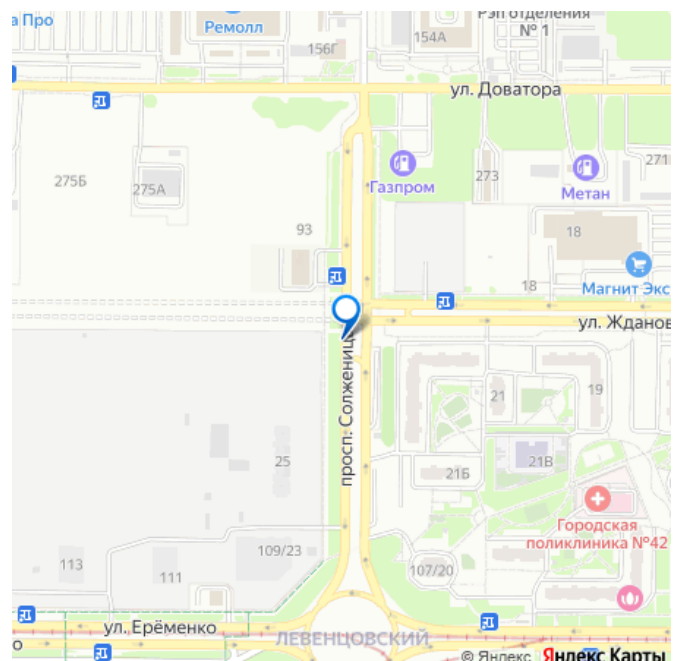 а Про
Ремолл
156Г
154А
Рэп отделения
№ 1
ул. Доватора
275Б
275А
Газпром
273
Метан
271
93
18
18
Магнит Экс
ул. Жданов
просп. Солженицы
21
19
25
21Б
21В
Городская
поликлиника №42
109/23
113
111
107/20
ул. Ерёменко
о
ЛЕВЕНЦОВСКИЙ
© Яндекс Яндекс Карты